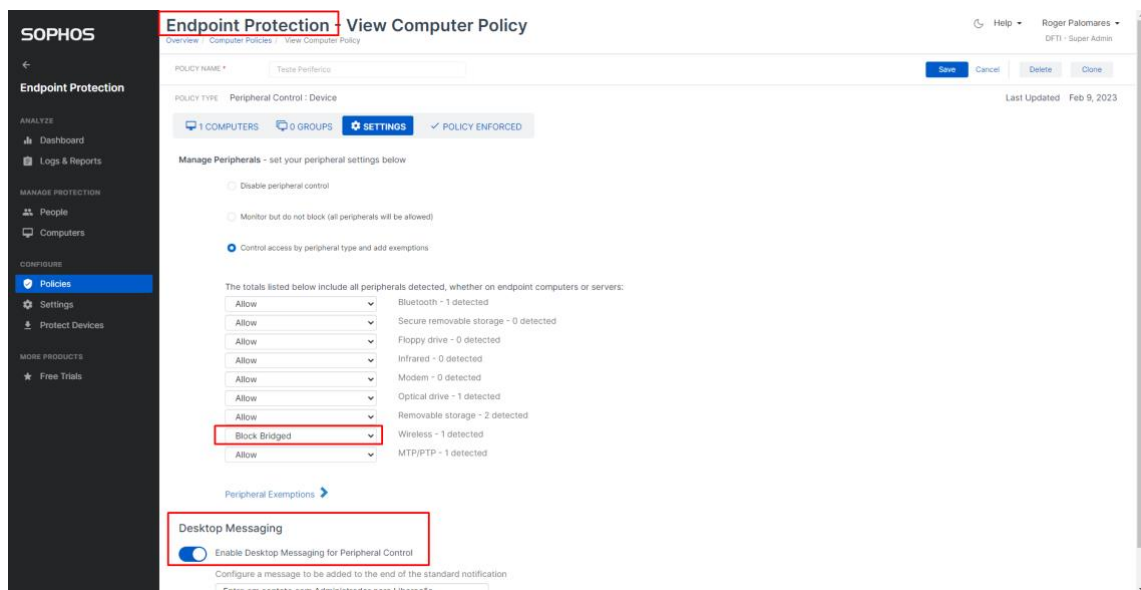 SOPHOS
Endpoint Protection - View Computer Policy
Overview / Computer Policies / View Computer Policy
Help
Roger Palomares
DFTI - Super Admin
Endpoint Protection
POLICY NAME *
Teste Periferico
Save
Cancel
Delete
Clone
POLICY TYPE Peripheral Control : Device
Last Updated Feb 9, 2023
ANALYZE
Dashboard
Logs & Reports
MANAGE PROTECTION
People
Computers
CONFIGURE
Policies
Settings
Protect Devices
MORE PRODUCTS
Free Trials
1 COMPUTERS
0 GROUPS
SETTINGS
POLICY ENFORCED
Manage Peripherals - set your peripheral settings below
Disable peripheral control
Monitor but do not block (all peripherals will be allowed)
Control access by peripheral type and add exemptions
The totals listed below include all peripherals detected, whether on endpoint computers or servers:
Allow Bluetooth - 1 detected
Allow Secure removable storage - 0 detected
Allow Floppy drive - 0 detected
Allow Infrared - 0 detected
Allow Modem - 0 detected
Allow Optical drive - 1 detected
Allow Removable storage - 2 detected
Block Bridged Wireless - 1 detected
Allow MTP/PTP - 1 detected
Peripheral Exemptions
Desktop Messaging
Enable Desktop Messaging for Peripheral Control
Configure a message to be added to the end of the standard notification
Entre em contato com Administrador para Liberação